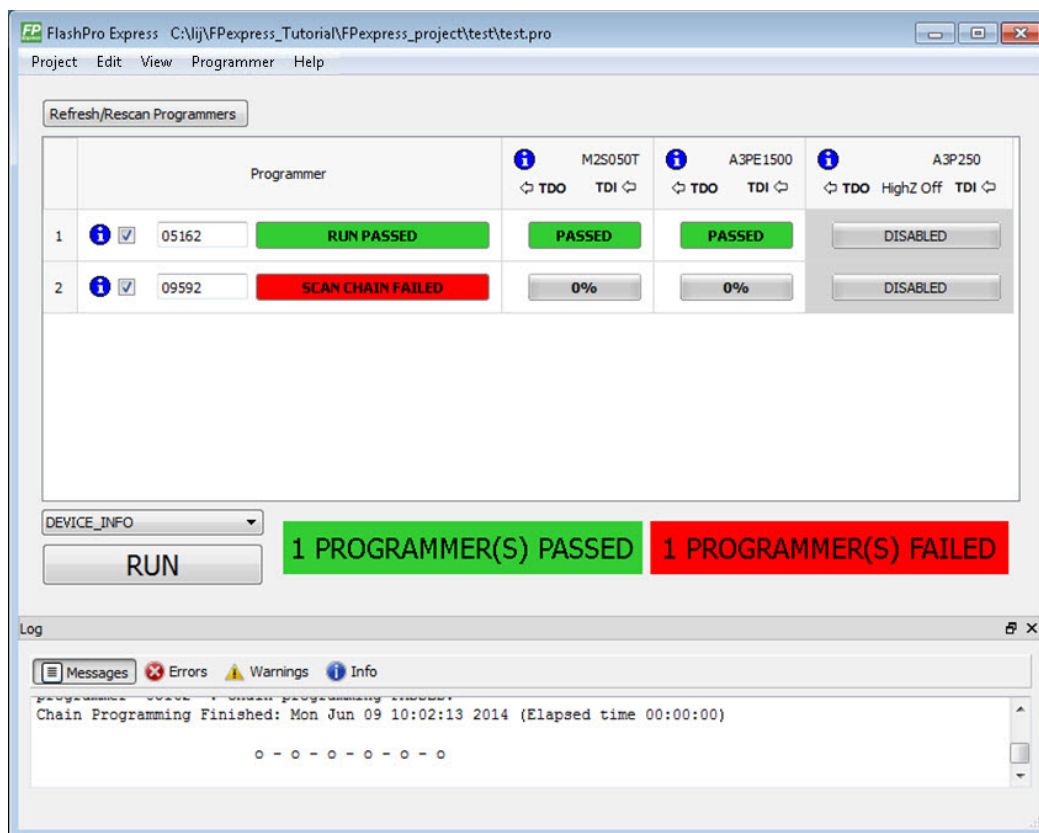 FP FlashPro Express C:\lij\FPexpress_Tutorial\FPexpress_project\test\test.pro
Project Edit View Programmer Help
Refresh/Rescan Programmers
Programmer
M2S050T A3PE1500 A3P250
TDO TDI TDO TDI TDO HighZ Off TDI
1 05162 RUN PASSED PASSED PASSED DISABLED
2 09592 SCAN CHAIN FAILED 0% 0% DISABLED
DEVICE_INFO
RUN
1 PROGRAMMER(S) PASSED 1 PROGRAMMER(S) FAILED
Log
Messages Errors Warnings Info
Chain Programming Finished: Mon Jun 09 10:02:13 2014 (Elapsed time 00:00:00)
o - o - o - o - o - o